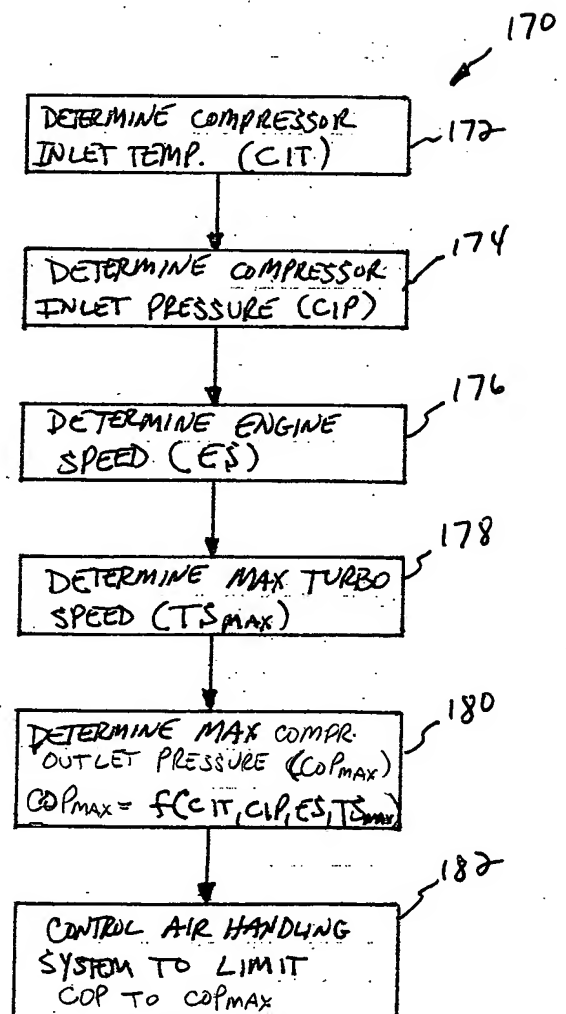 170
DETERMINE COMPRESSOR
INLET TEMP. (CIT)
172
DETERMINE COMPRESSOR
INLET PRESSURE (CIP)
174
DETERMINE ENGINE
SPEED (ES)
176
DETERMINE MAX TURBO
SPEED (TSMAX)
178
DETERMINE MAX COMPR.
OUTLET PRESSURE (COPMAX)
COPMAX = f(CIT, CIP, ES, TSMAX)
180
CONTROL AIR HANDLING
SYSTEM TO LIMIT
COP TO COPMAX
182